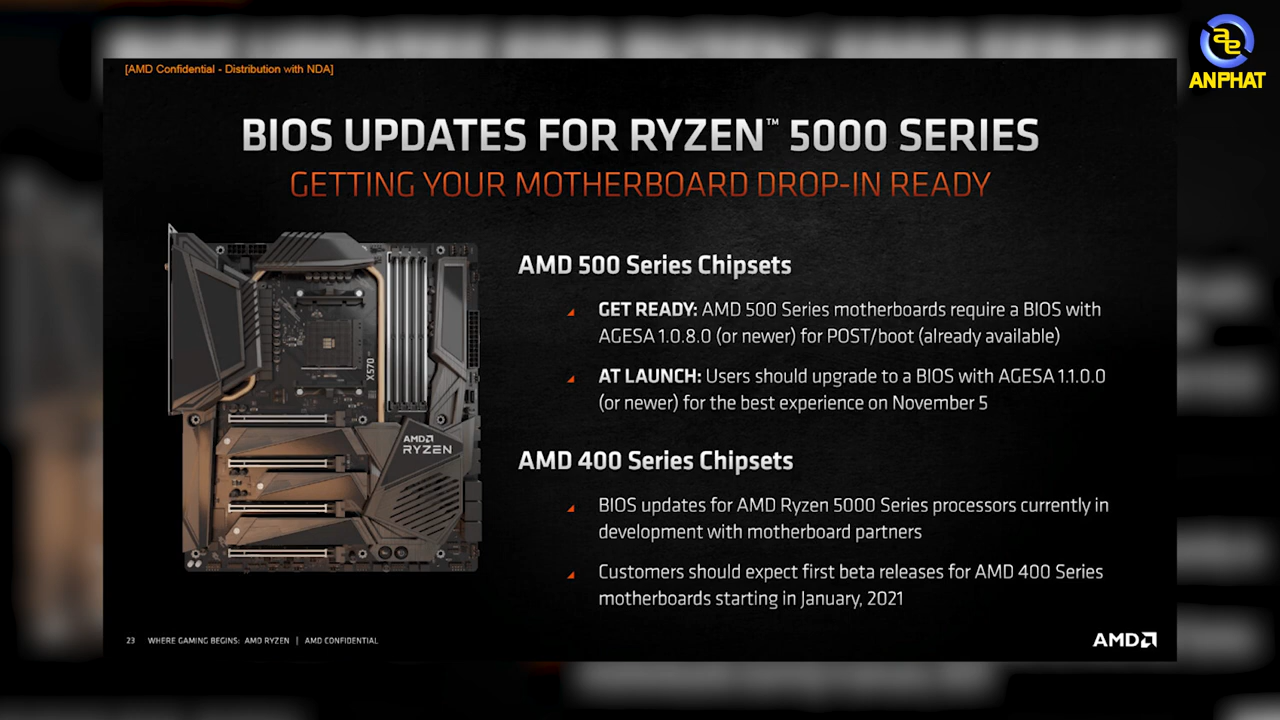 [AMD Confidential - Distribution with NDA]
ae
ANPHAT
BIOS UPDATES FOR RYZEN™ 5000 SERIES
GETTING YOUR MOTHERBOARD DROP-IN READY
AMD 500 Series Chipsets
GET READY: AMD 500 Series motherboards require a BIOS with
AGESA 1.0.8.0 (or newer) for POST/boot (already available)
AT LAUNCH: Users should upgrade to a BIOS with AGESA 1.1.0.0
(or newer) for the best experience on November 5
X570
AMD
RYZEN
AMD 400 Series Chipsets
BIOS updates for AMD Ryzen 5000 Series processors currently in
development with motherboard partners
Customers should expect first beta releases for AMD 400 Series
motherboards starting in January, 2021
23 WHERE GAMING BEGINS: AMD RYZEN | AMD CONFIDENTIAL
AMD